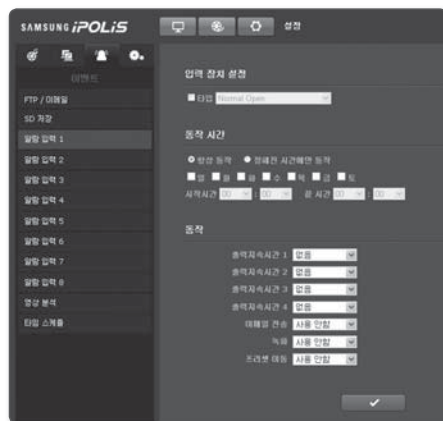 SAMSUNG iPOLiS
설정
이벤트
FTP / 이메일
SD 저장
알람 입력 1
알람 입력 2
알람 입력 3
알람 입력 4
알람 입력 5
알람 입력 6
알람 입력 7
알람 입력 8
영상 분석
타임 스케쥴
입력 장치 설정
타입 Normal Open
동작 시간
항상 동작 정해진 시간에만 동작
일 월 화 수 목 금 토
시작시간 00 : 00 끝 시간 00 : 00
동작
출력지속시간 1 없음
출력지속시간 2 없음
출력지속시간 3 없음
출력지속시간 4 없음
이메일 전송 사용 안함
녹화 사용 안함
프리셋 이동 사용 안함